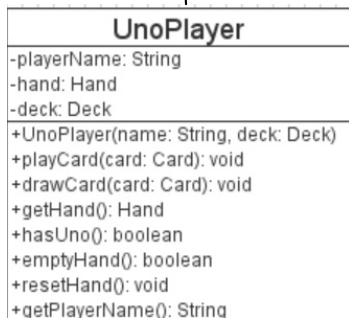 UnoPlayer
-playerName: String
-hand: Hand
-deck: Deck
+UnoPlayer(name: String, deck: Deck)
+playCard(card: Card): void
+drawCard(card: Card): void
+getHand(): Hand
+hasUno(): boolean
+emptyHand(): boolean
+resetHand(): void
+getPlayerName(): String